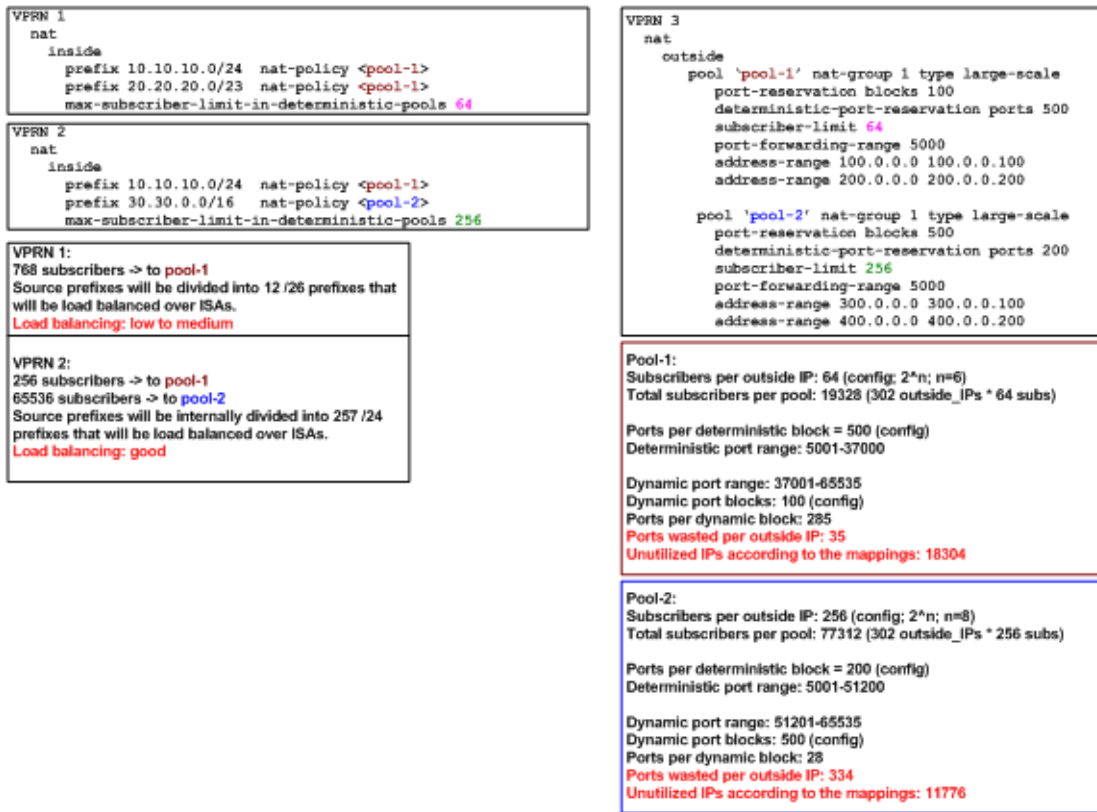 VPRN 1
nat
inside
prefix 10.10.10.0/24 nat-policy <pool-1>
prefix 20.20.20.0/23 nat-policy <pool-1>
max-subscriber-limit-in-deterministic-pools 64
VPRN 2
nat
inside
prefix 10.10.10.0/24 nat-policy <pool-1>
prefix 30.30.0.0/16 nat-policy <pool-2>
max-subscriber-limit-in-deterministic-pools 256
VPRN 1:
768 subscribers -> to pool-1
Source prefixes will be divided into 12 /26 prefixes that
will be load balanced over ISAs.
Load balancing: low to medium
VPRN 2:
256 subscribers -> to pool-1
65536 subscribers -> to pool-2
Source prefixes will be internally divided into 257 /24
prefixes that will be load balanced over ISAs.
Load balancing: good
VPRN 3
nat
outside
pool 'pool-1' nat-group 1 type large-scale
port-reservation blocks 100
deterministic-port-reservation ports 500
subscriber-limit 64
port-forwarding-range 5000
address-range 100.0.0.0 100.0.0.100
address-range 200.0.0.0 200.0.0.200
pool 'pool-2' nat-group 1 type large-scale
port-reservation blocks 500
deterministic-port-reservation ports 200
subscriber-limit 256
port-forwarding-range 5000
address-range 300.0.0.0 300.0.0.100
address-range 400.0.0.0 400.0.0.200
Pool-1:
Subscribers per outside IP: 64 (config; 2^n; n=6)
Total subscribers per pool: 19328 (302 outside_IPs * 64 subs)
Ports per deterministic block = 500 (config)
Deterministic port range: 5001-37000
Dynamic port range: 37001-65535
Dynamic port blocks: 100 (config)
Ports per dynamic block: 285
Ports wasted per outside IP: 35
Unutilized IPs according to the mappings: 18304
Pool-2:
Subscribers per outside IP: 256 (config; 2^n; n=8)
Total subscribers per pool: 77312 (302 outside_IPs * 256 subs)
Ports per deterministic block = 200 (config)
Deterministic port range: 5001-51200
Dynamic port range: 51201-65535
Dynamic port blocks: 500 (config)
Ports per dynamic block: 28
Ports wasted per outside IP: 334
Unutilized IPs according to the mappings: 11776